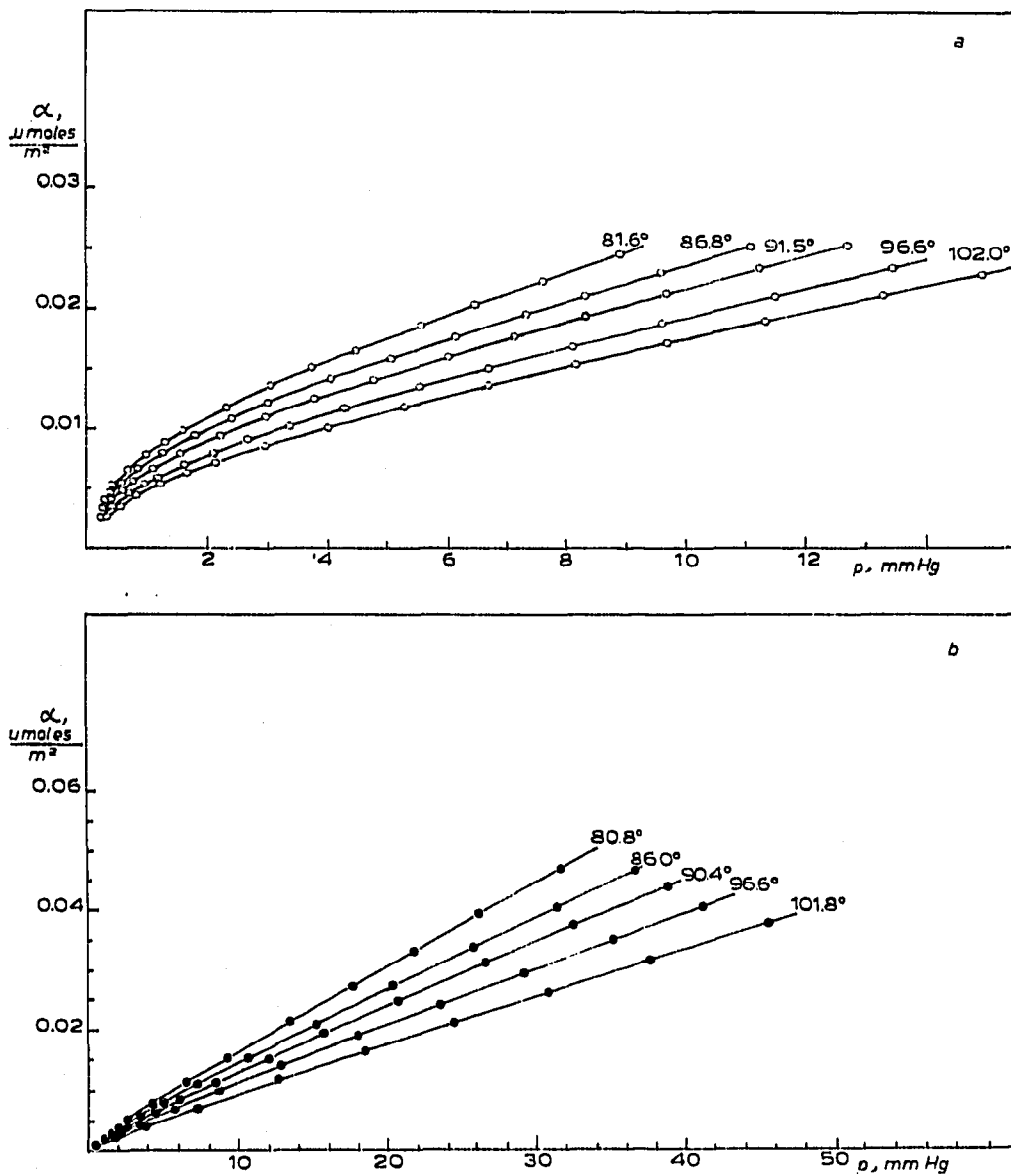 a
α,
μmoles
m²
0.03
81.6° 86.8° 91.5° 96.6° 102.0°
0.02
0.01
2 4 6 8 10 12
p, mmHg
b
α,
μmoles
m²
0.06
80.8°
86.0°
90.4°
96.6°
101.8°
0.04
0.02
10 20 30 40 50
p, mmHg